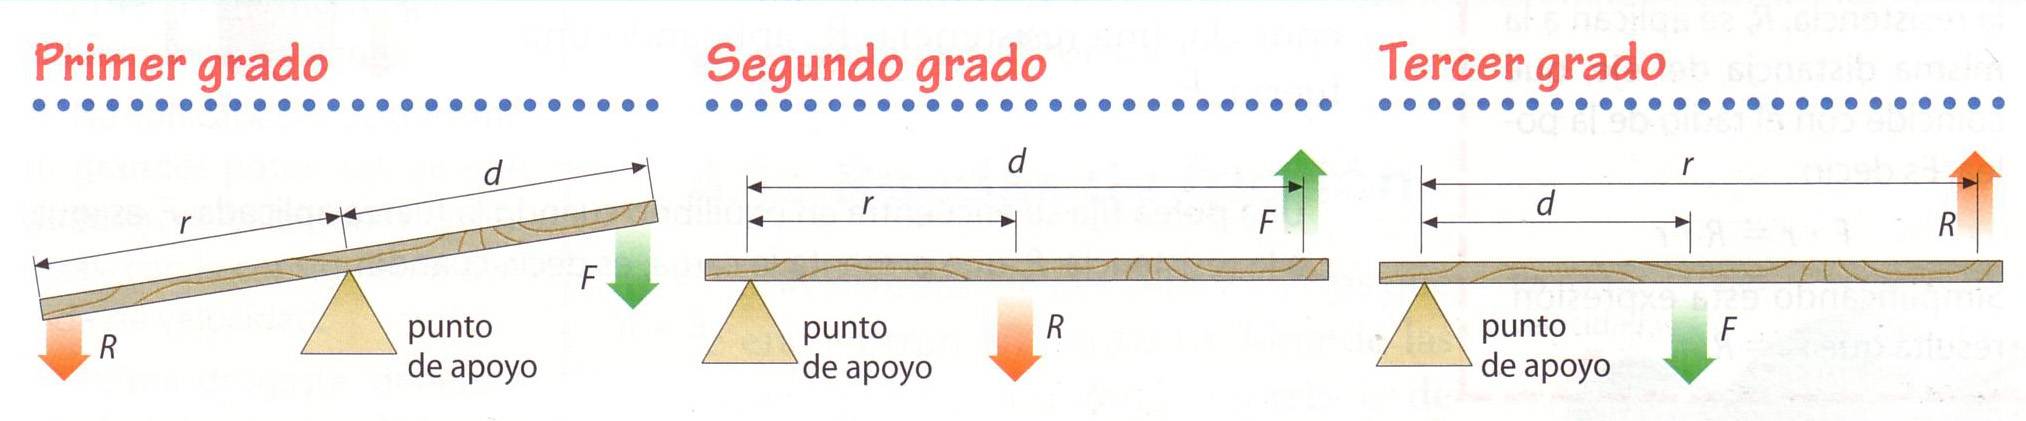 Primer grado
r
d
R
F
punto
de apoyo
Segundo grado
d
r
F
R
punto
de apoyo
Tercer grado
r
d
R
F
punto
de apoyo